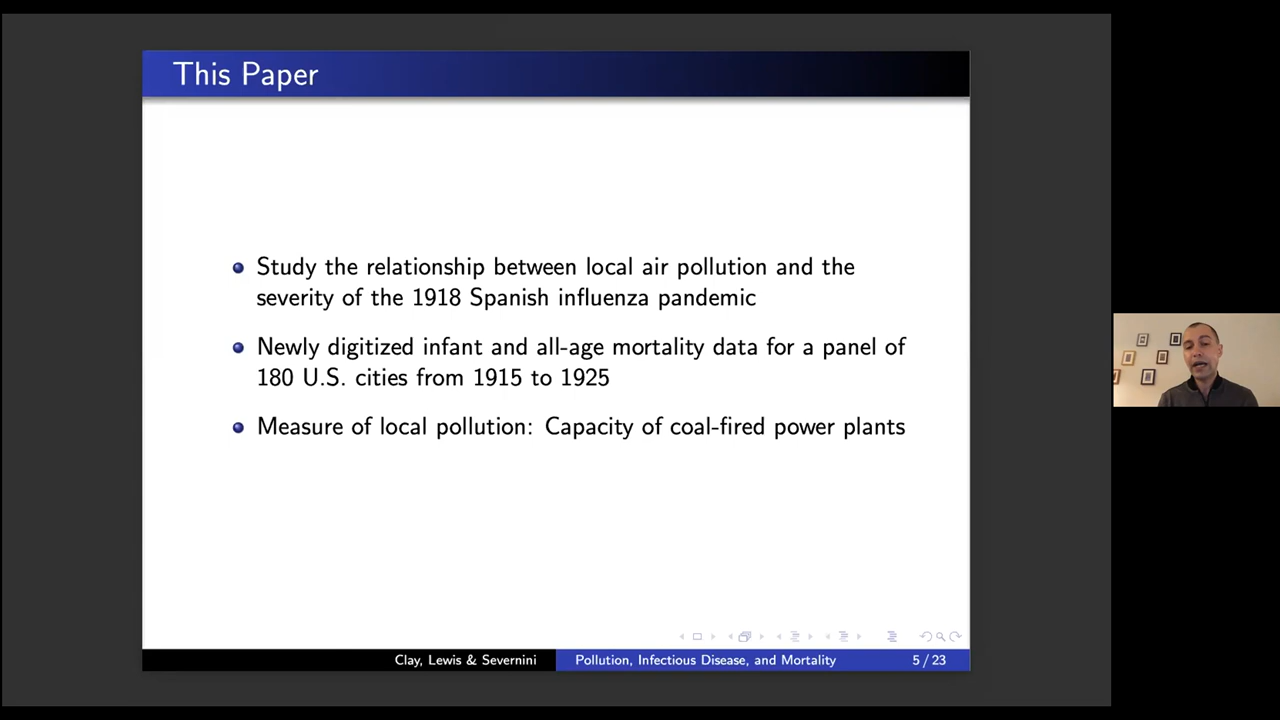 This Paper
Study the relationship between local air pollution and the
severity of the 1918 Spanish influenza pandemic
Newly digitized infant and all-age mortality data for a panel of
180 U.S. cities from 1915 to 1925
Measure of local pollution: Capacity of coal-fired power plants
Clay, Lewis & Severnini
Pollution, Infectious Disease, and Mortality
5 / 23